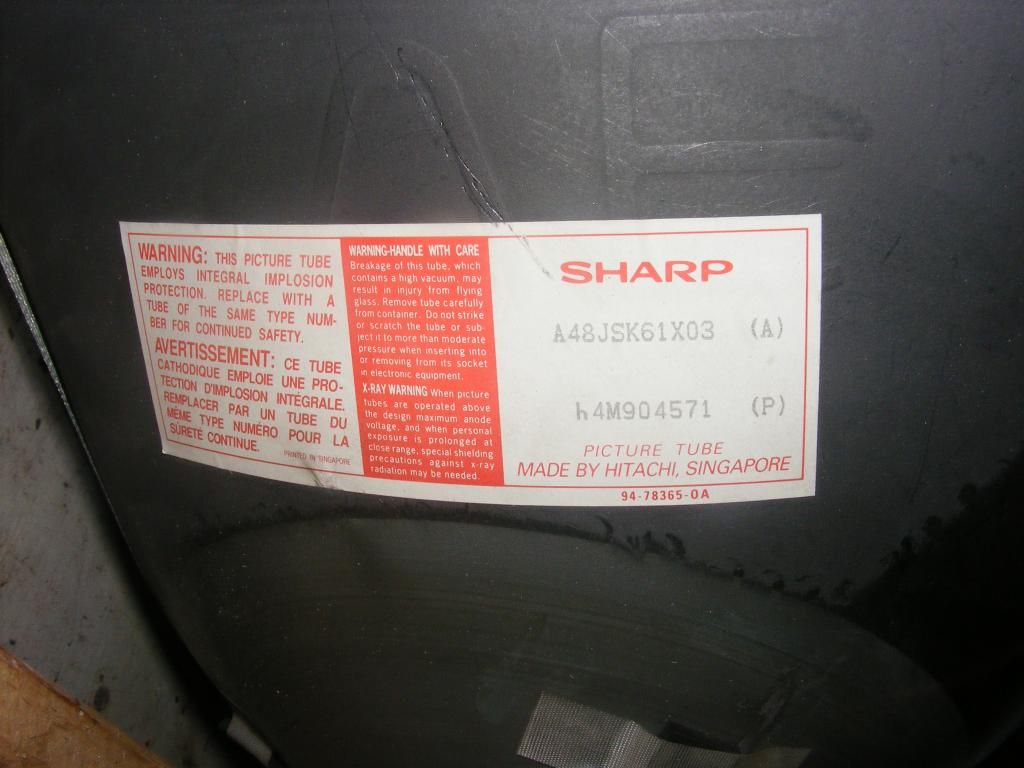 WARNING: THIS PICTURE TUBE
EMPLOYS INTEGRAL IMPLOSION
PROTECTION. REPLACE WITH A
TUBE OF THE SAME TYPE NUM-
BER FOR CONTINUED SAFETY.
AVERTISSEMENT: CE TUBE
CATHODIQUE EMPLOIE UNE PRO-
TECTION D'IMPLOSION INTÉGRALE.
REMPLACER PAR UN TUBE DU
MÊME TYPE NUMÉRO POUR LA
SÛRETÉ CONTINUE.
PRINTED IN SINGAPORE
WARNING-HANDLE WITH CARE
Breakage of this tube, which
contains a high vacuum, may
result in injury from flying
glass. Remove tube carefully
from container. Do not strike
or scratch the tube or sub-
ject it to more than moderate
pressure when inserting into
or removing from its socket
in electronic equipment.
X-RAY WARNING When picture
tubes are operated above
the design maximum anode
voltage, and when personal
exposure is prolonged at
close range, special shielding
precautions against x-ray
radiation may be needed.
SHARP
A48JSK61X03 (A)
h4M904571 (P)
PICTURE TUBE
MADE BY HITACHI, SINGAPORE
94-78365-0A